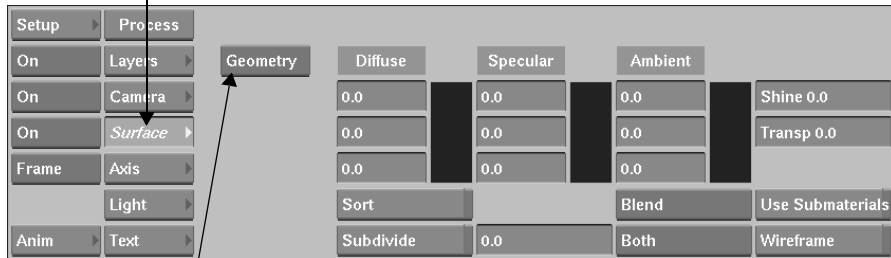 Setup Process
On Layers Geometry Diffuse Specular Ambient
On Camera 0.0 0.0 0.0 Shine 0.0
On Surface 0.0 0.0 0.0 Transp 0.0
Frame Axis 0.0 0.0 0.0
Light Sort Blend Use Submaterials
Anim Text Subdivide 0.0 Both Wireframe